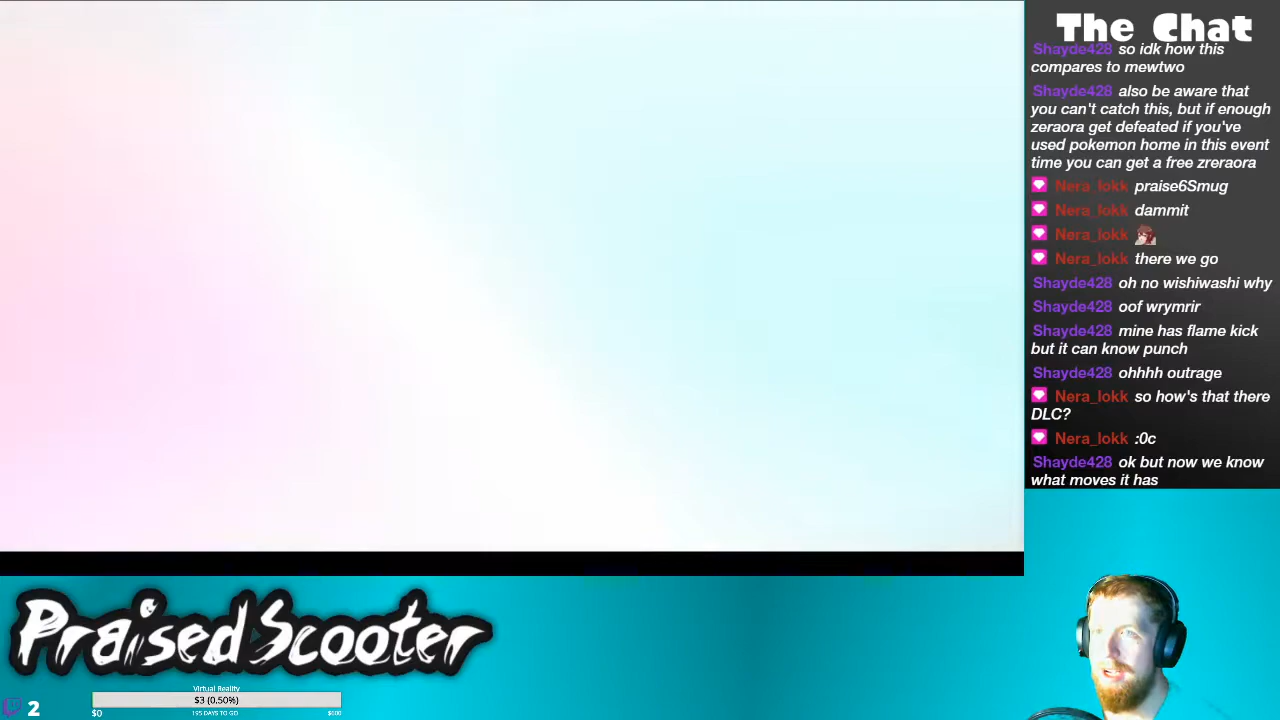 The Chat
Shayde428 so idk how this
compares to mewtwo
Shayde428 also be aware that
you can't catch this, but if enough
zeraora get defeated if you've
used pokemon home in this event
time you can get a free zreraora
Nera_lokk praise6Smug
Nera_lokk dammit
Nera_lokk
Nera_lokk there we go
Shayde428 oh no wishiwashi why
Shayde428 oof wrymrir
Shayde428 mine has flame kick
but it can know punch
Shayde428 ohhhh outrage
Nera_lokk so how's that there
DLC?
Nera_lokk :0c
Shayde428 ok but now we know
what moves it has
PraisedScooter
Virtual Reality
$3 (0.50%)
2
$0 195 DAYS TO GO $600